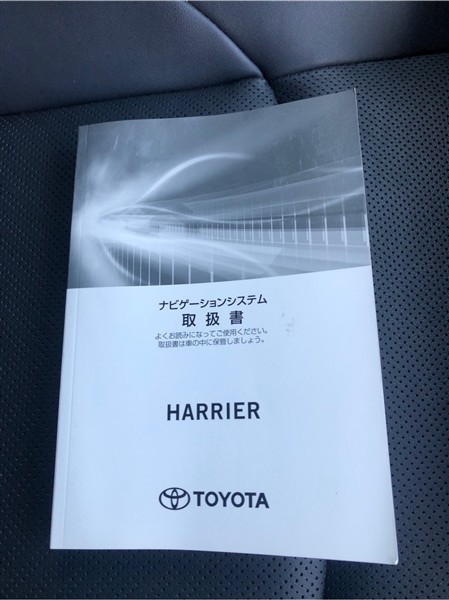 ナビゲーションシステム
取扱書
よくお読みになってご使用ください。
取扱書は車の中に保管しましょう。
HARRIER
TOYOTA